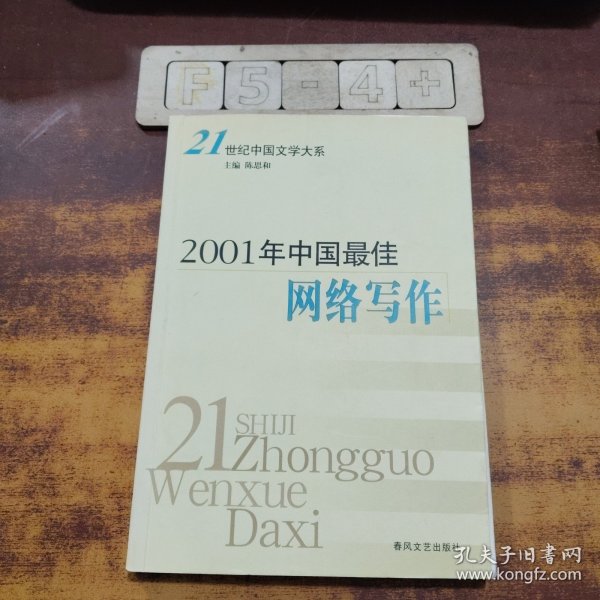 F5-4+
21世纪中国文学大系
主编 陈思和
2001年中国最佳
网络写作
21 SHIJI
Zhongguo
Wenxue
Daxi
春风文艺出版社
孔夫子旧书网
www.kongfz.com